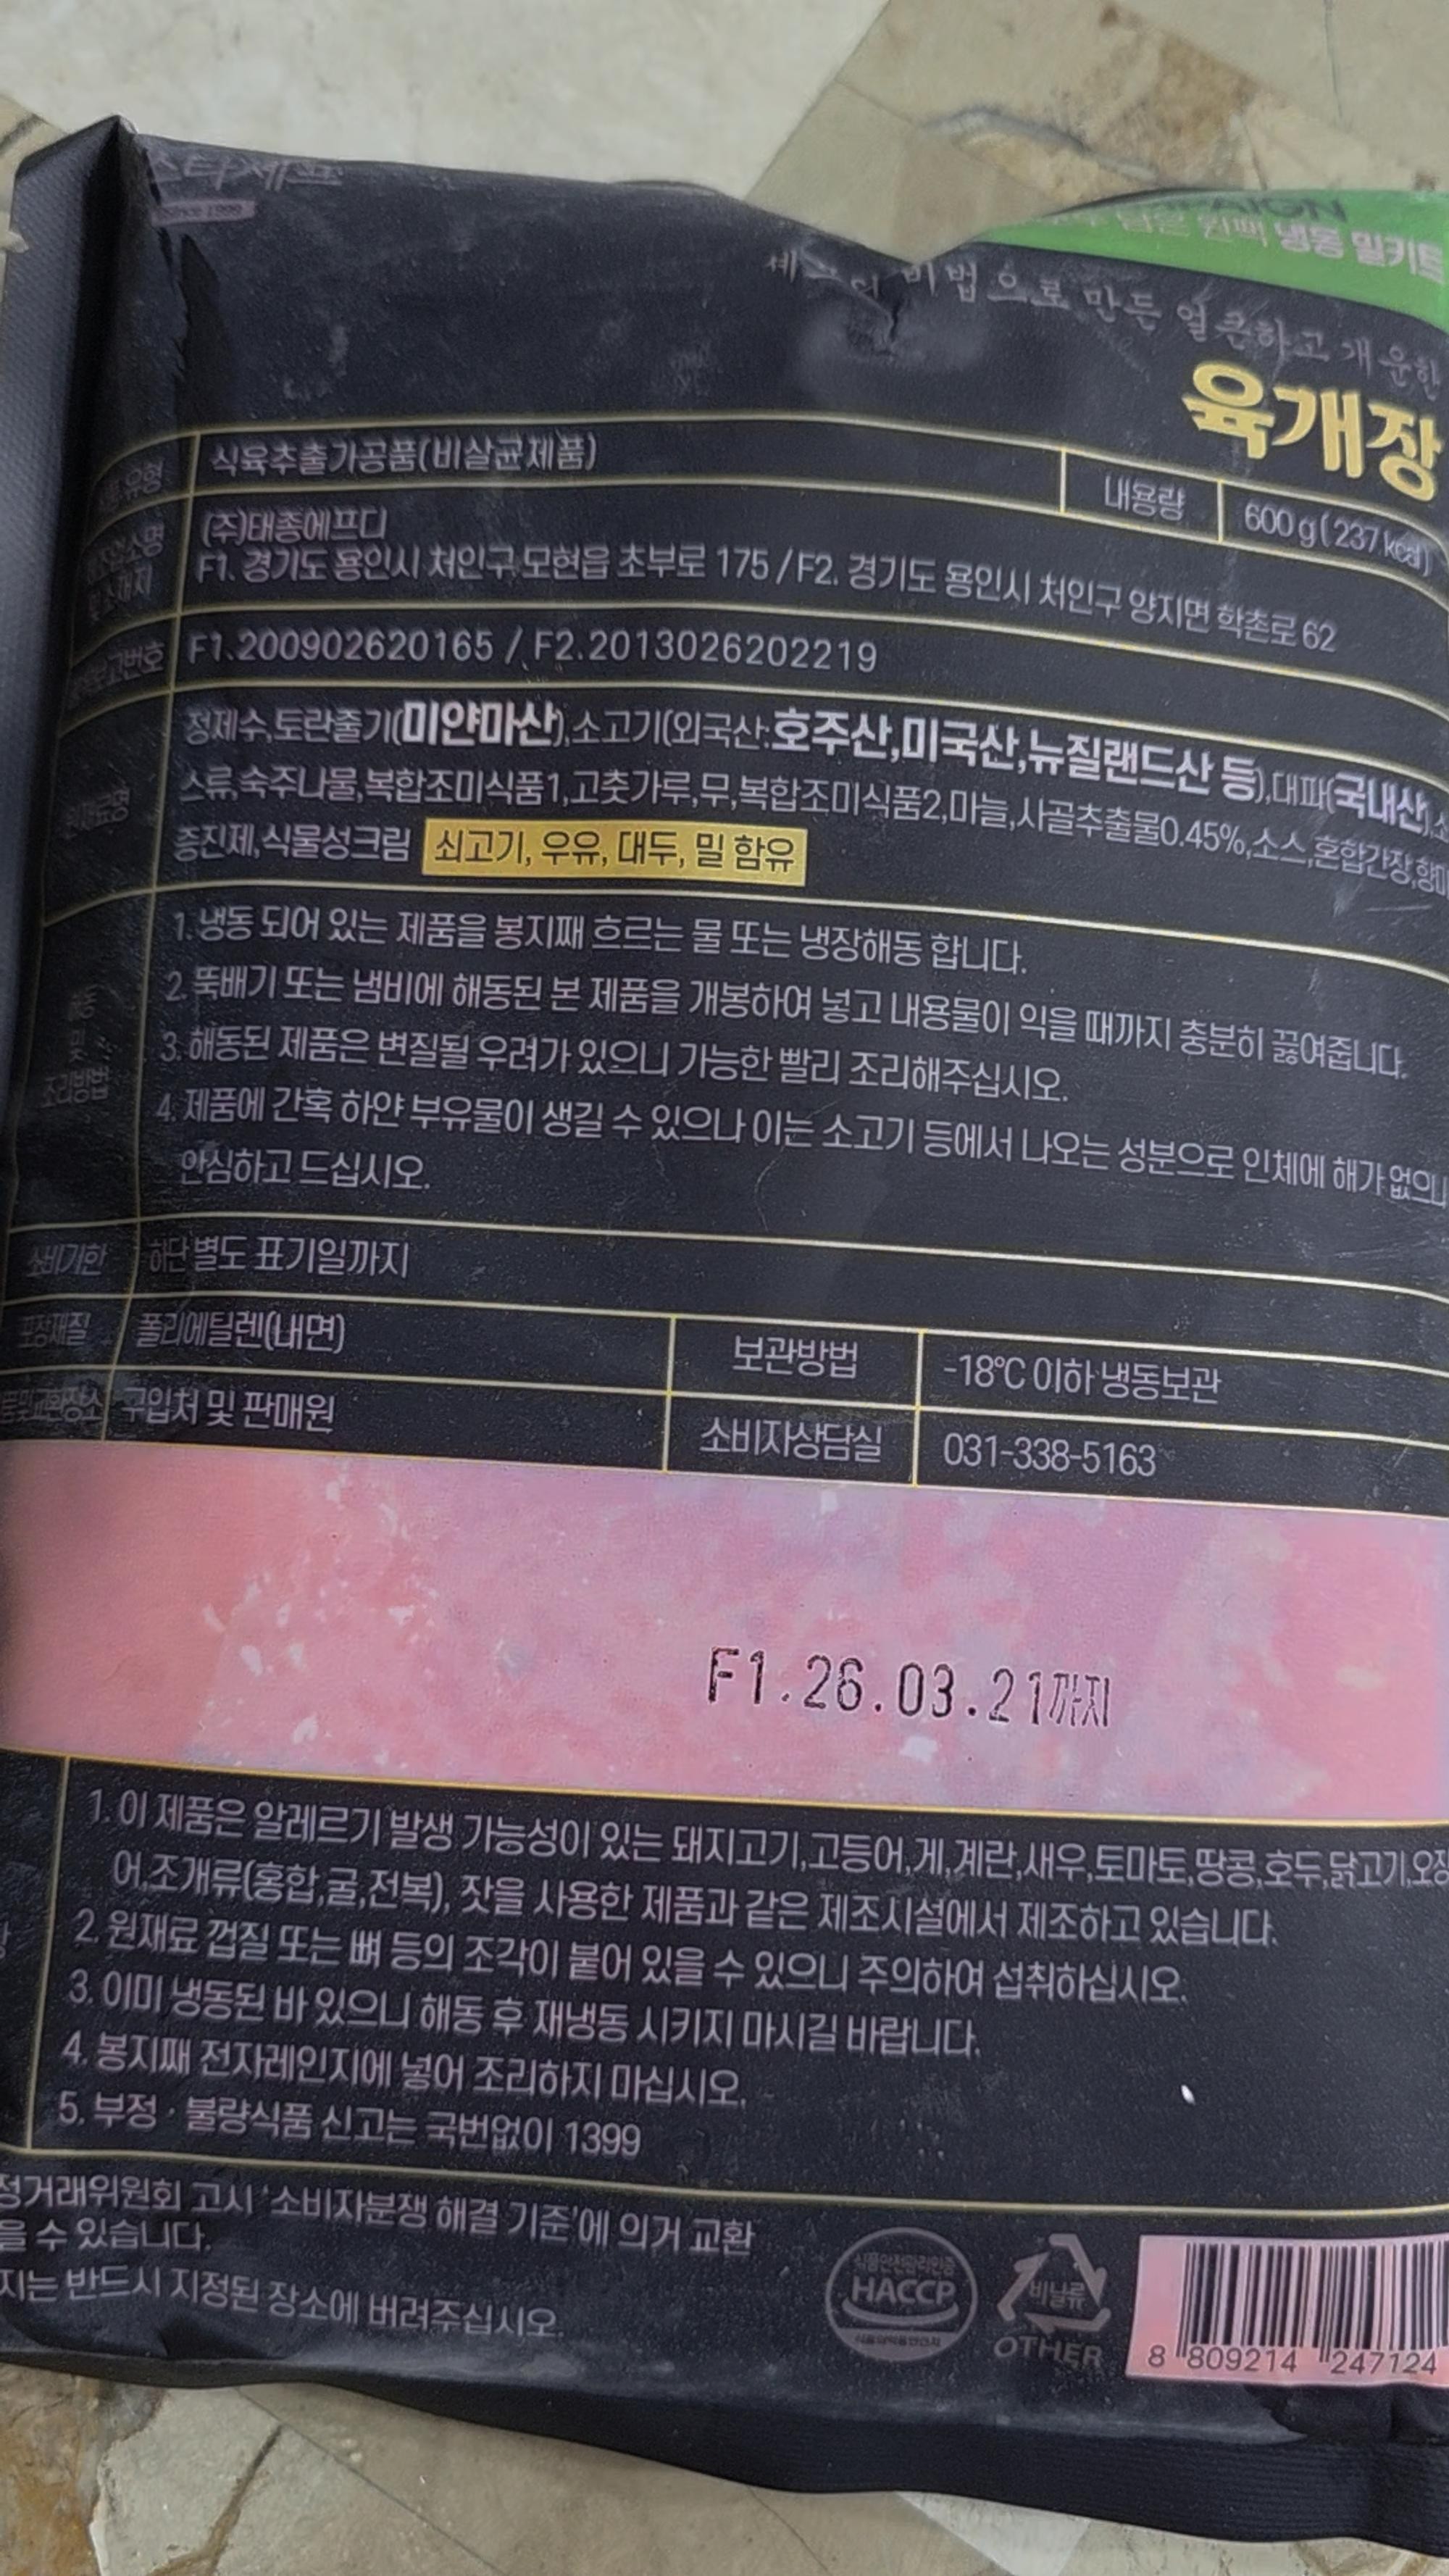 스타셰프
since 1999
냉동 밀키트
비법으로 만든 얼큰하고 개운한
육개장
유형 식육추출가공품(비살균제품) 내용량 600 g ( 237 kcal )
(주)태종에프디
F1. 경기도 용인시 처인구 모현읍 초부로 175 / F2. 경기도 용인시 처인구 양지면 학촌로 62
F1.200902620165 / F2.2013026202219
정제수,토란줄기(미얀마산),소고기(외국산:호주산,미국산,뉴질랜드산 등),대파(국내산),
스류,숙주나물,복합조미식품1,고춧가루,무,복합조미식품2,마늘,사골추출물0.45%,소스,혼합간장,향미
증진제,식물성크림 쇠고기, 우유, 대두, 밀 함유
조리방법
1. 냉동 되어 있는 제품을 봉지째 흐르는 물 또는 냉장해동 합니다.
2. 뚝배기 또는 냄비에 해동된 본 제품을 개봉하여 넣고 내용물이 익을 때까지 충분히 끓여줍니다.
3. 해동된 제품은 변질될 우려가 있으니 가능한 빨리 조리해주십시오.
4. 제품에 간혹 하얀 부유물이 생길 수 있으나 이는 소고기 등에서 나오는 성분으로 인체에 해가 없으니
안심하고 드십시오.
소비기한 하단 별도 표기일까지
포장재질 폴리에틸렌(내면) 보관방법 -18℃ 이하 냉동보관
구입처 및 판매원 소비자상담실 031-338-5163
F1.26.03.21까지
1. 이 제품은 알레르기 발생 가능성이 있는 돼지고기,고등어,게,계란,새우,토마토,땅콩,호두,닭고기,오징
어,조개류(홍합,굴,전복), 잣을 사용한 제품과 같은 제조시설에서 제조하고 있습니다.
2. 원재료 껍질 또는 뼈 등의 조각이 붙어 있을 수 있으니 주의하여 섭취하십시오.
3. 이미 냉동된 바 있으니 해동 후 재냉동 시키지 마시길 바랍니다.
4. 봉지째 전자레인지에 넣어 조리하지 마십시오.
5. 부정 · 불량식품 신고는 국번없이 1399
정거래위원회 고시 '소비자분쟁 해결 기준'에 의거 교환
을 수 있습니다.
지는 반드시 지정된 장소에 버려주십시오.
식품안전관리인증
HACCP
식품의약품안전처
비닐류
OTHER
8 809214 247124